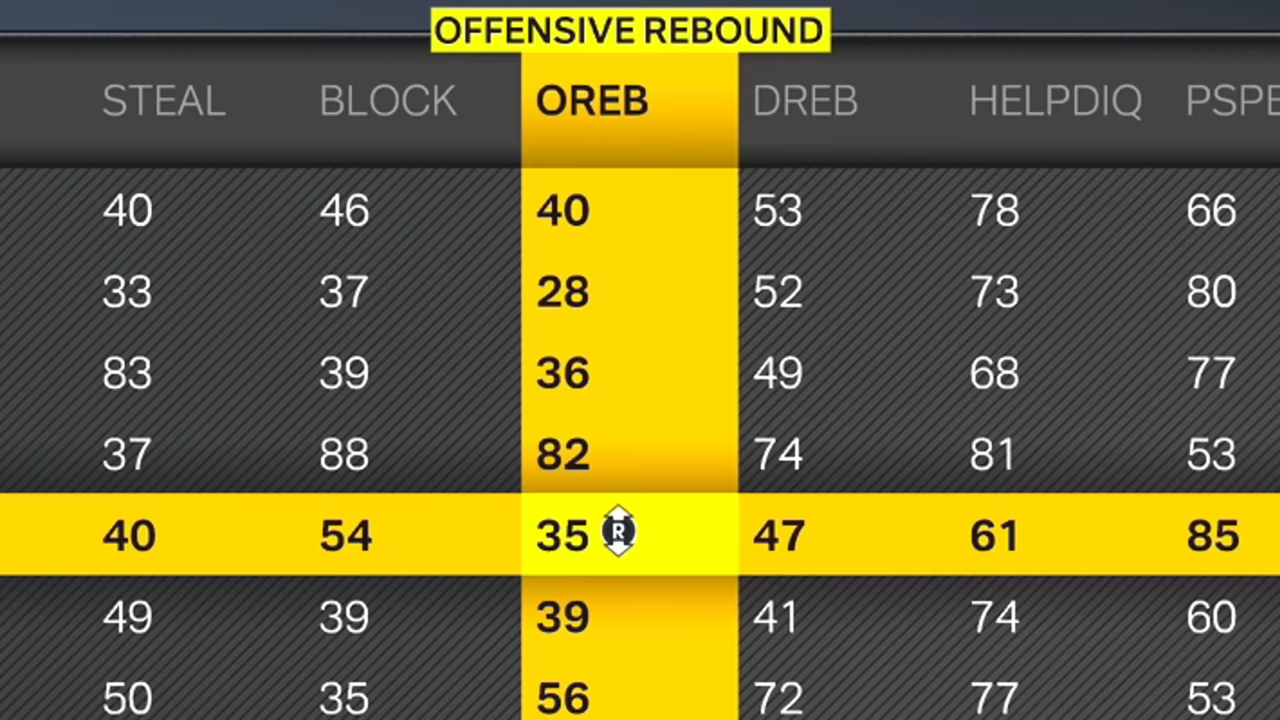 OFFENSIVE REBOUND
STEAL BLOCK OREB DREB HELPDIQ PSPE
40 46 40 53 78 66
33 37 28 52 73 80
83 39 36 49 68 77
37 88 82 74 81 53
40 54 35 R 47 61 85
49 39 39 41 74 60
50 35 56 72 77 53